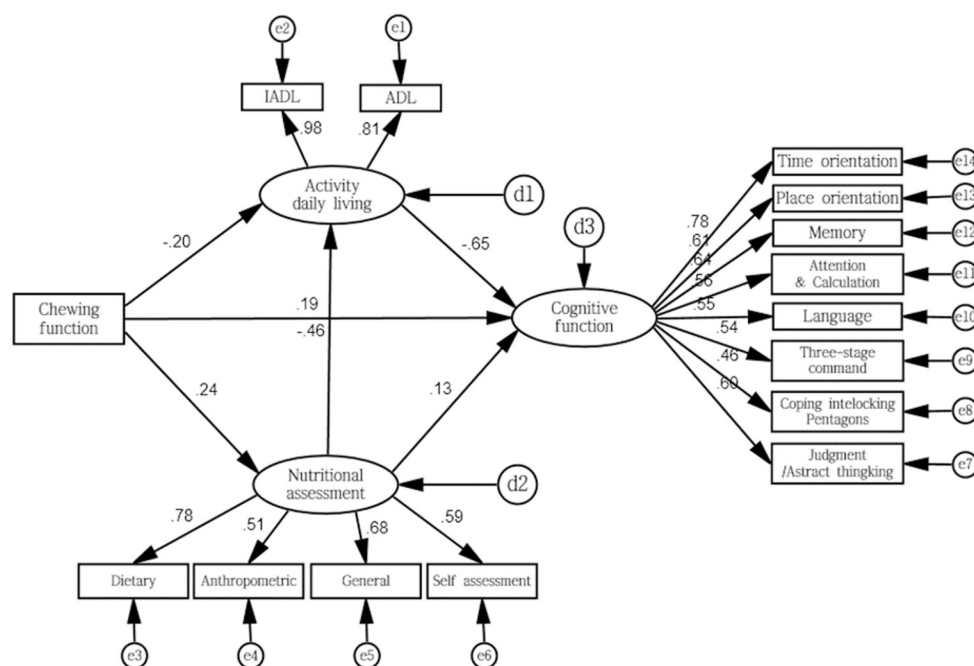 e2
e1
IADL
ADL
.98
.81
Activity
daily living
d1
-.20
-.65
d3
Chewing
function
.19
-.46
Cognitive
function
.24
.13
Nutritional
assessment
d2
.78
.51
.68
.59
Dietary
Anthropometric
General
Self assessment
e3
e4
e5
e6
.78
.61
.64
.56
.55
.54
.46
.60
Time orientation
e14
Place orientation
e13
Memory
e12
Attention
& Calculation
e11
Language
e10
Three-stage
command
e9
Coping intelocking
Pentagons
e8
Judgment
/Astract thingking
e7